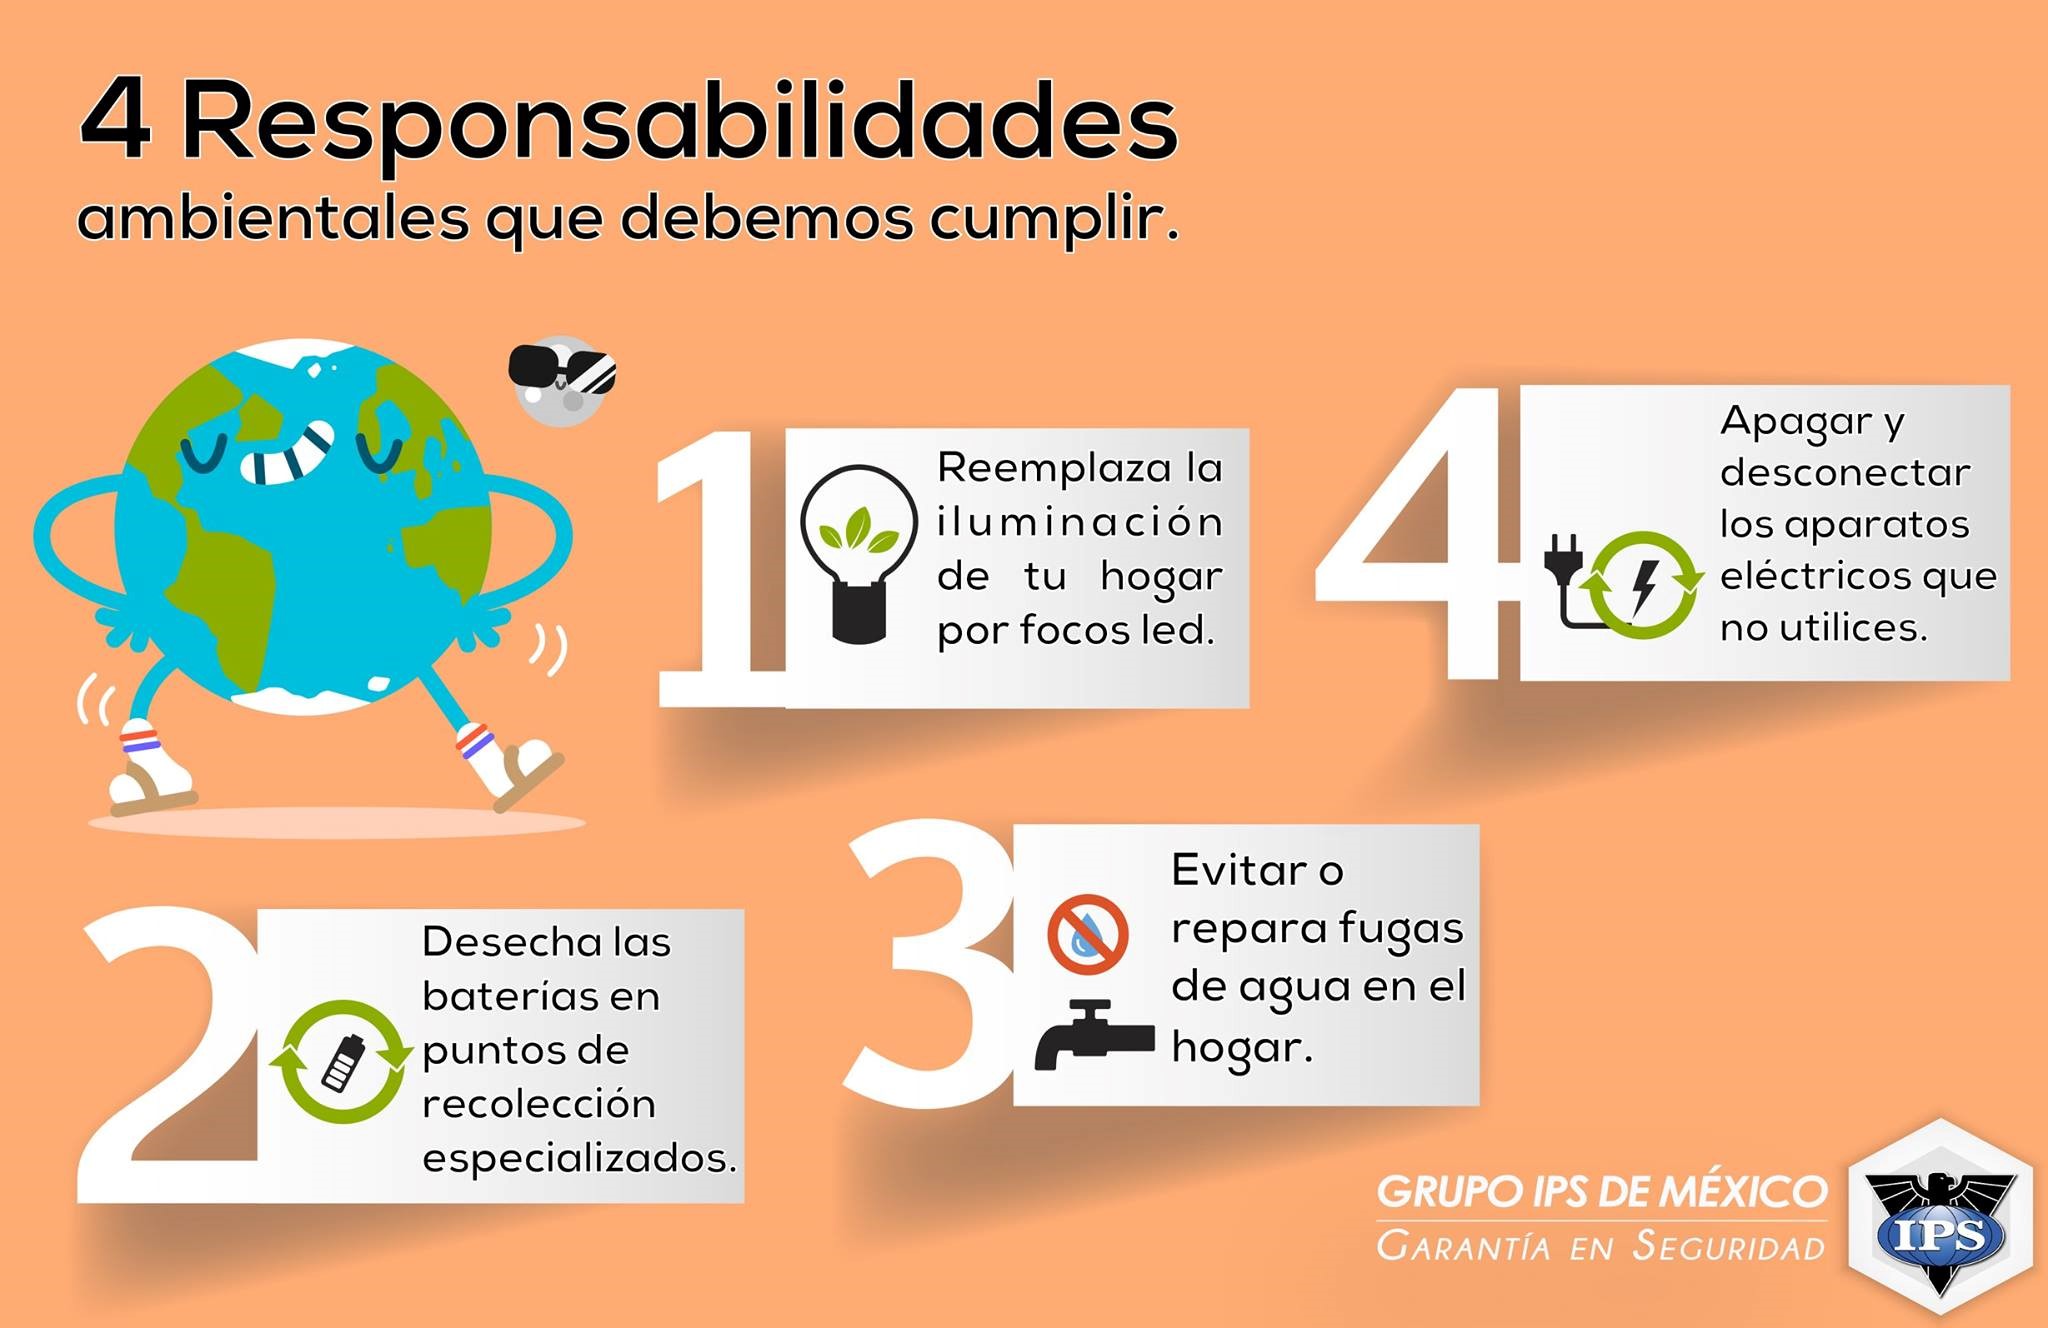 4 Responsabilidades
ambientales que debemos cumplir.
1
Reemplaza la
iluminación
de tu hogar
por focos led.
2
Desecha las
baterías en
puntos de
recolección
especializados.
3
Evitar o
repara fugas
de agua en el
hogar.
4
Apagar y
desconectar
los aparatos
eléctricos que
no utilices.
GRUPO IPS DE MÉXICO
GARANTÍA EN SEGURIDAD
IPS